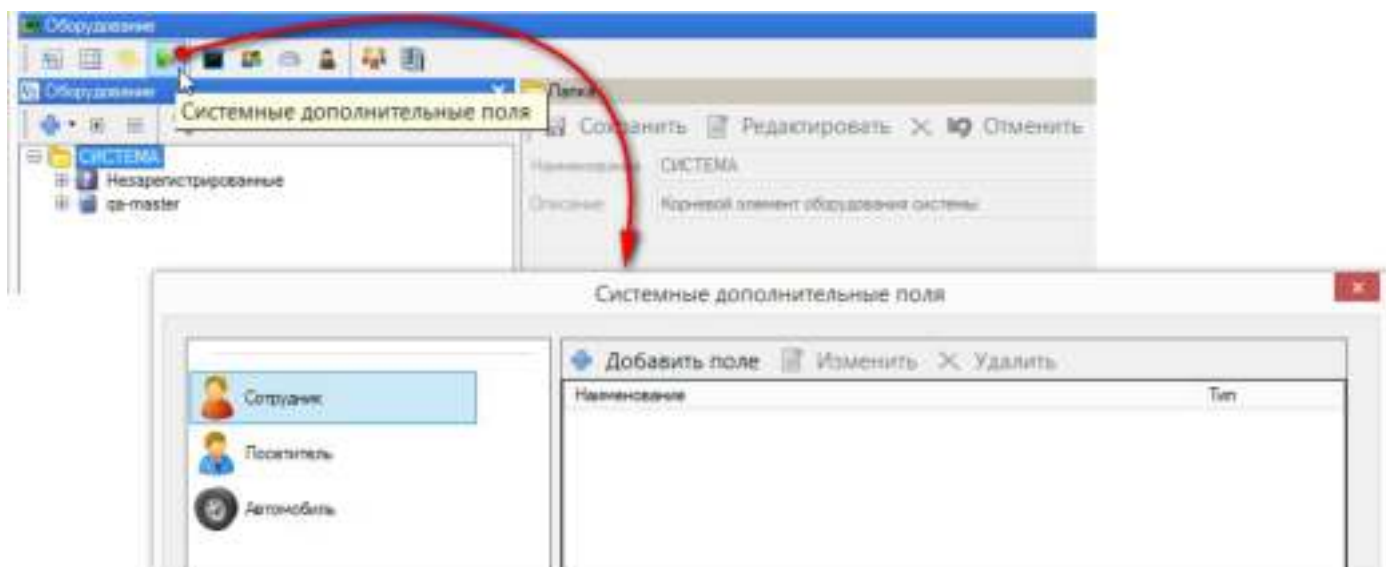 Оборудование
Оборудование
Системные дополнительные поля
Папка
Сохранить Редактировать Отменить
СИСТЕМА
Незарегистрированные
qa-master
Наименование СИСТЕМА
Описание Корневой элемент оборудования системы
Системные дополнительные поля
Сотрудник
Посетитель
Автомобиль
Добавить поле Изменить Удалить
Наименование Тип